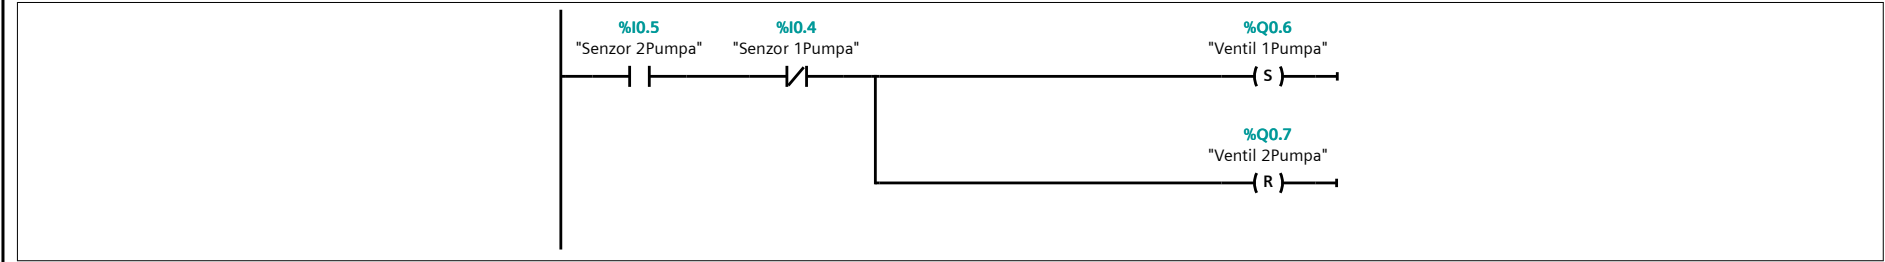 %I0.5 %I0.4 %Q0.6
"Senzor 2Pumpa" "Senzor 1Pumpa" "Ventil 1Pumpa"
S
%Q0.7
"Ventil 2Pumpa"
R